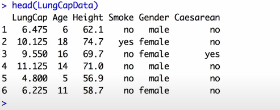 > head(LungCapData)
  LungCap Age Height Smoke Gender Caesarean
1   6.475   6   62.1    no   male        no
2  10.125  18   74.7   yes female        no
3   9.550  16   69.7    no female       yes
4  11.125  14   71.0    no   male        no
5   4.800   5   56.9    no   male        no
6   6.225  11   58.7    no female        no
>